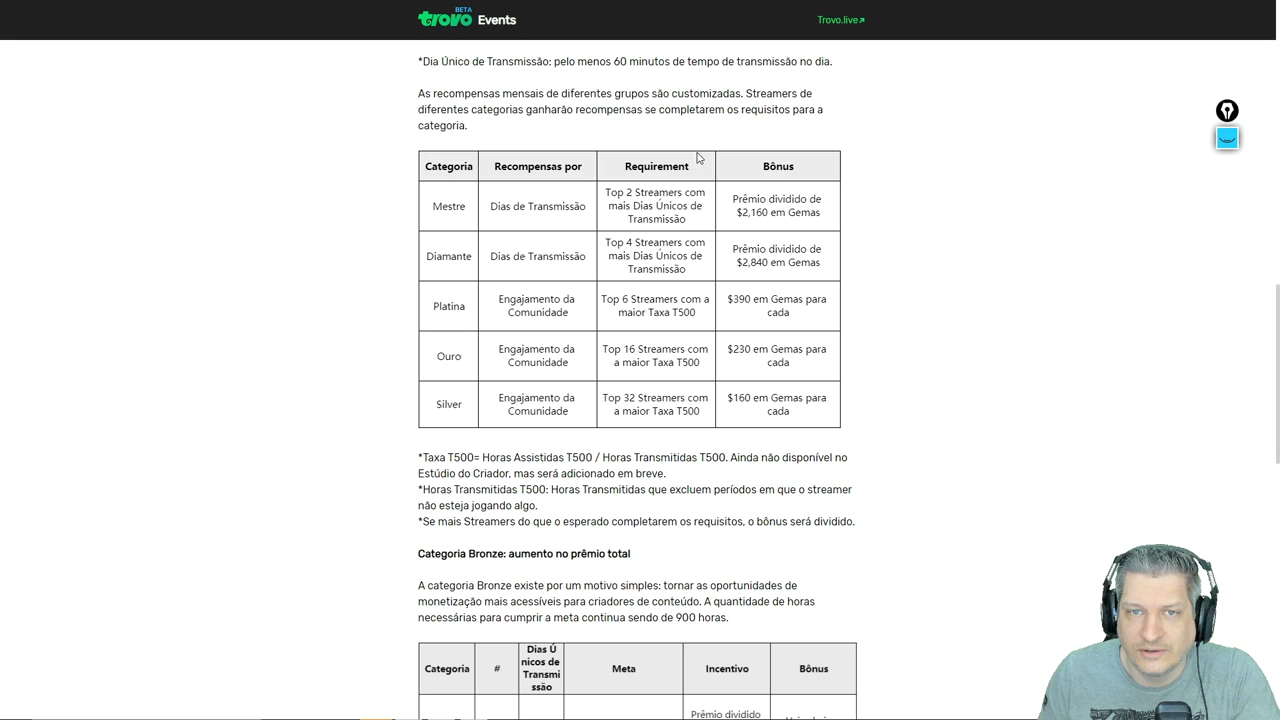 BETA
trovo Events
Trovo.live↗
*Dia Único de Transmissão: pelo menos 60 minutos de tempo de transmissão no dia.
As recompensas mensais de diferentes grupos são customizadas. Streamers de
diferentes categorias ganharão recompensas se completarem os requisitos para a
categoria.
Categoria Recompensas por Requirement Bônus
Mestre Dias de Transmissão
Top 2 Streamers com
mais Dias Únicos de
Transmissão
Prêmio dividido de
$2,160 em Gemas
Diamante Dias de Transmissão
Top 4 Streamers com
mais Dias Únicos de
Transmissão
Prêmio dividido de
$2,840 em Gemas
Platina
Engajamento da
Comunidade
Top 6 Streamers com a
maior Taxa T500
$390 em Gemas para
cada
Ouro
Engajamento da
Comunidade
Top 16 Streamers com
a maior Taxa T500
$230 em Gemas para
cada
Silver
Engajamento da
Comunidade
Top 32 Streamers com
a maior Taxa T500
$160 em Gemas para
cada
*Taxa T500= Horas Assistidas T500 / Horas Transmitidas T500. Ainda não disponível no
Estúdio do Criador, mas será adicionado em breve.
*Horas Transmitidas T500: Horas Transmitidas que excluem períodos em que o streamer
não esteja jogando algo.
*Se mais Streamers do que o esperado completarem os requisitos, o bônus será dividido.
Categoria Bronze: aumento no prêmio total
A categoria Bronze existe por um motivo simples: tornar as oportunidades de
monetização mais acessíveis para criadores de conteúdo. A quantidade de horas
necessárias para cumprir a meta continua sendo de 900 horas.
Categoria #
Dias Ú
nicos de
Transmi
ssão
Meta Incentivo Bônus
Prêmio dividido